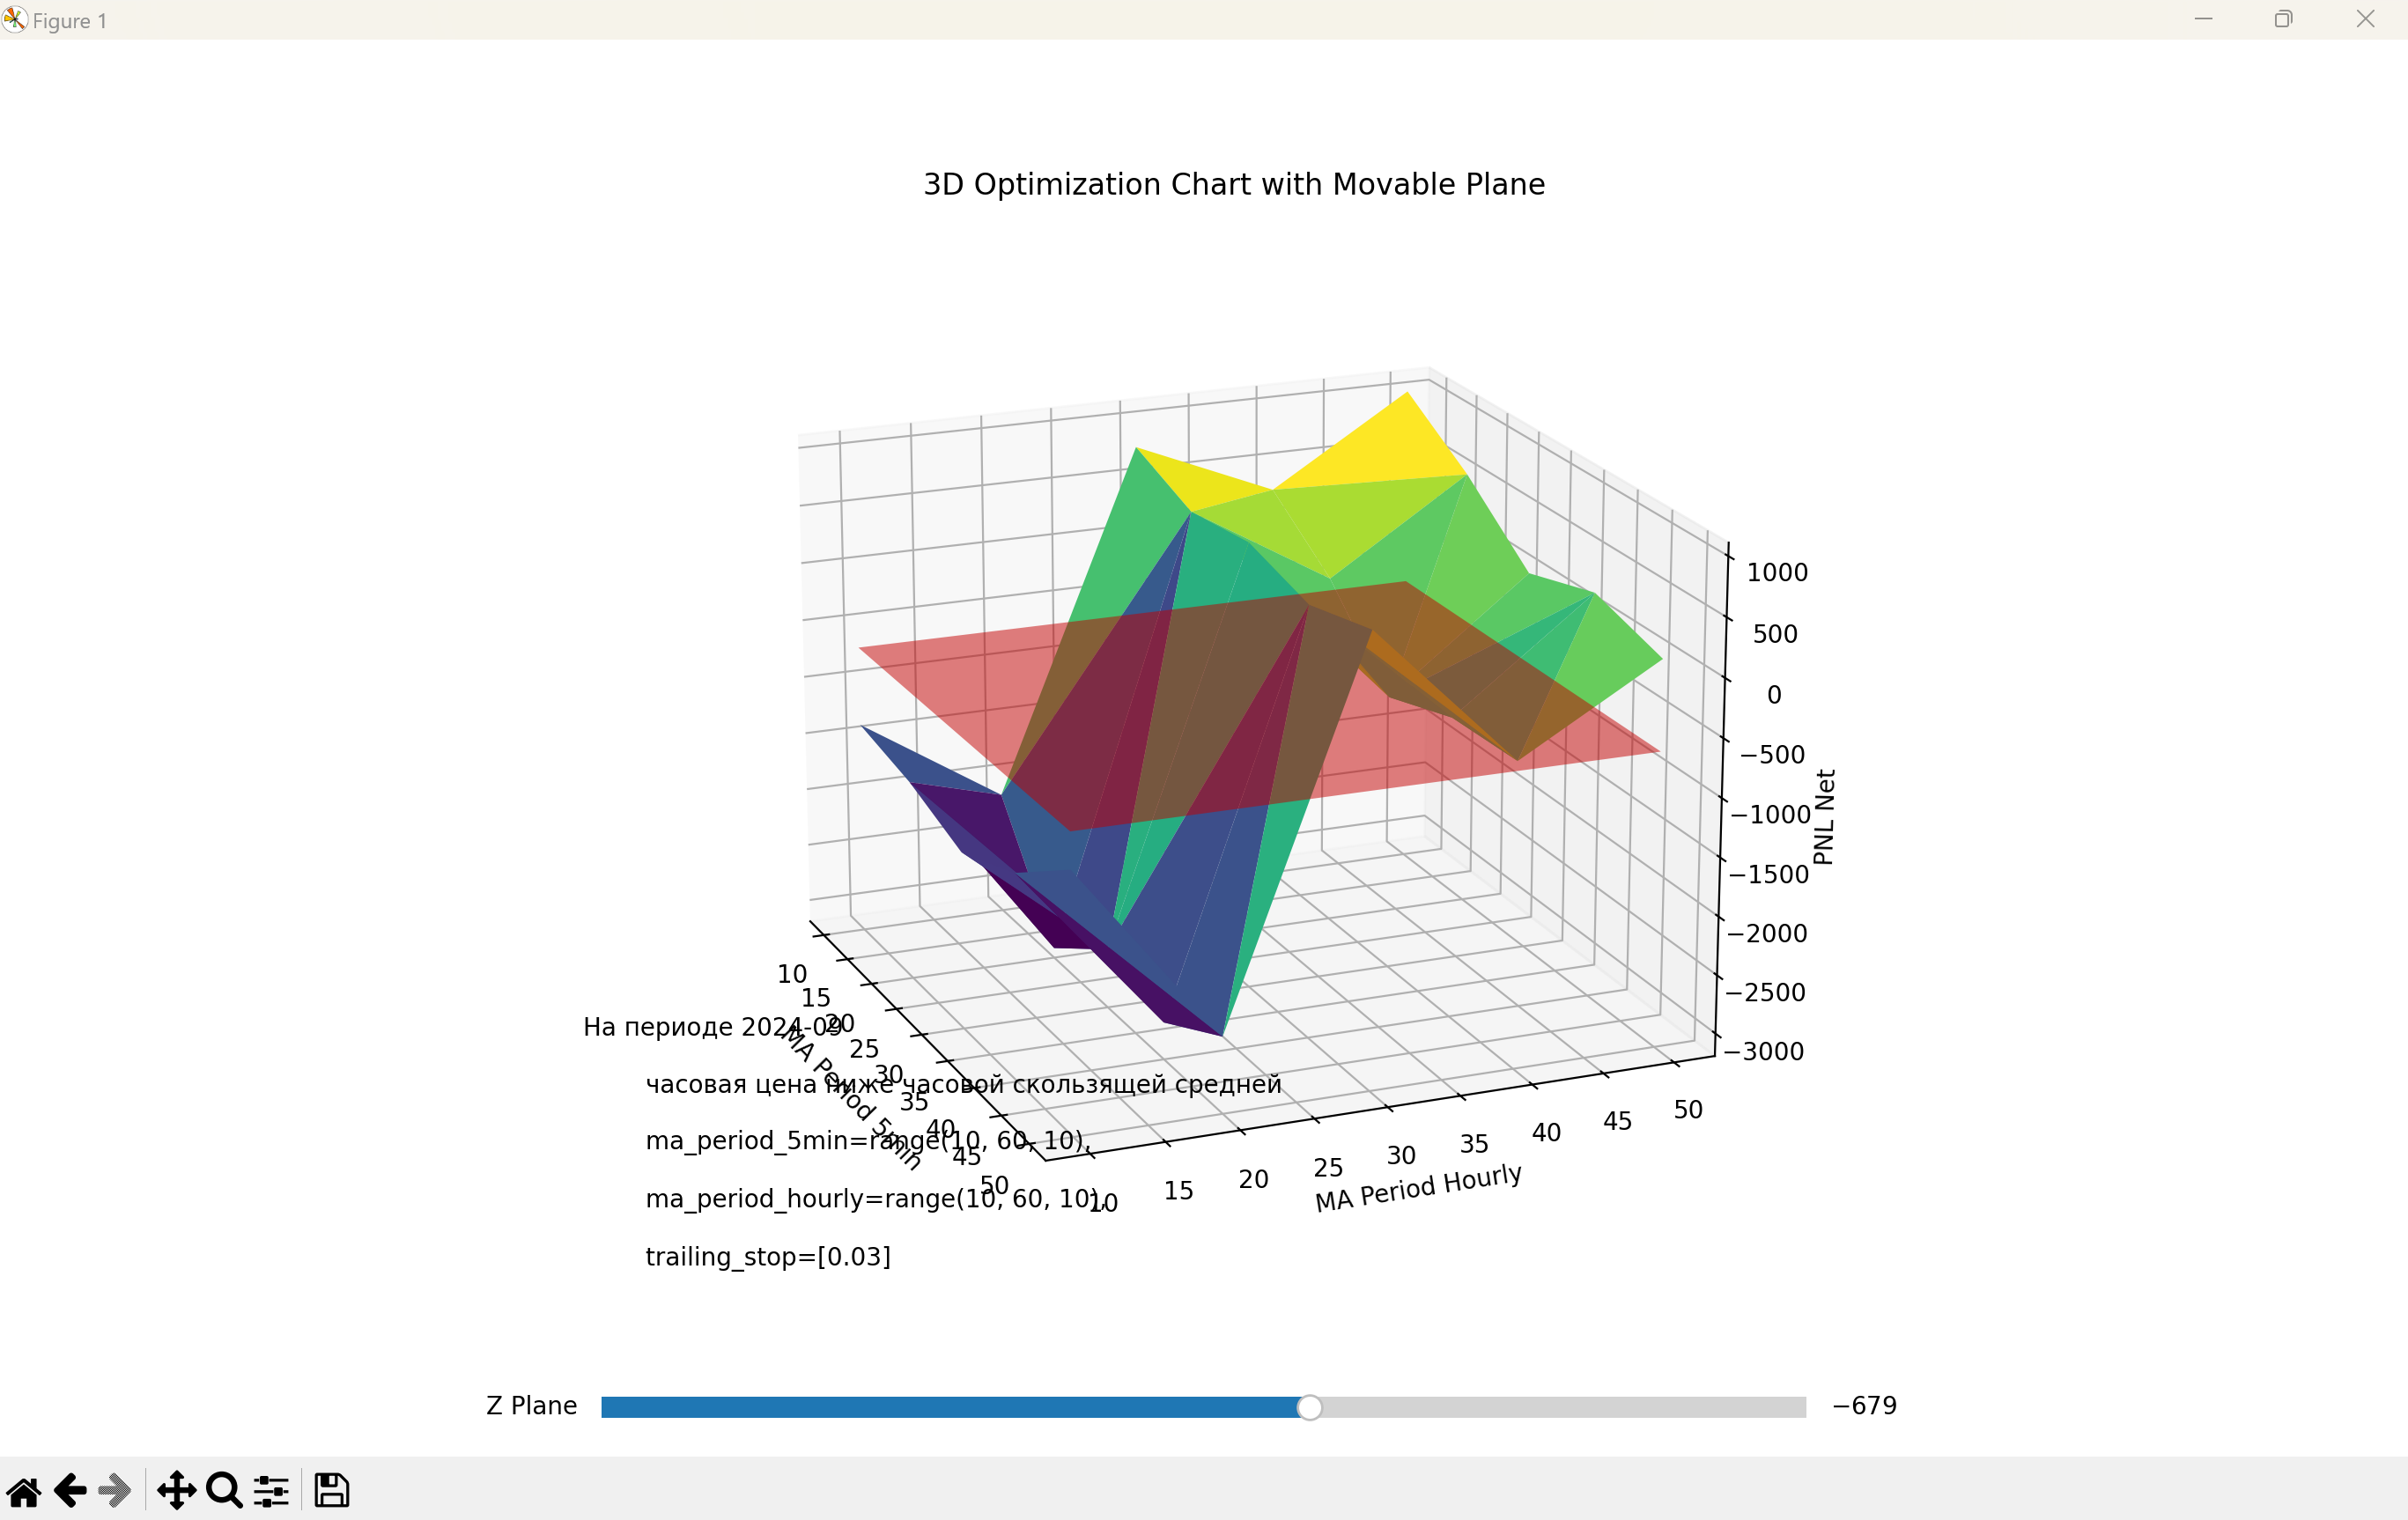 Figure 1
3D Optimization Chart with Movable Plane
1000
500
0
−500
−1000
−1500
−2000
−2500
−3000
PNL Net
10
15
20
25
30
35
40
45
50
MA Period 5min
10
15
20
25
30
35
40
45
50
MA Period Hourly
На периоде 2024-09
часовая цена ниже часовой скользящей средней
ma_period_5min=range(10, 60, 10),
ma_period_hourly=range(10, 60, 10),
trailing_stop=[0.03]
Z Plane
−679